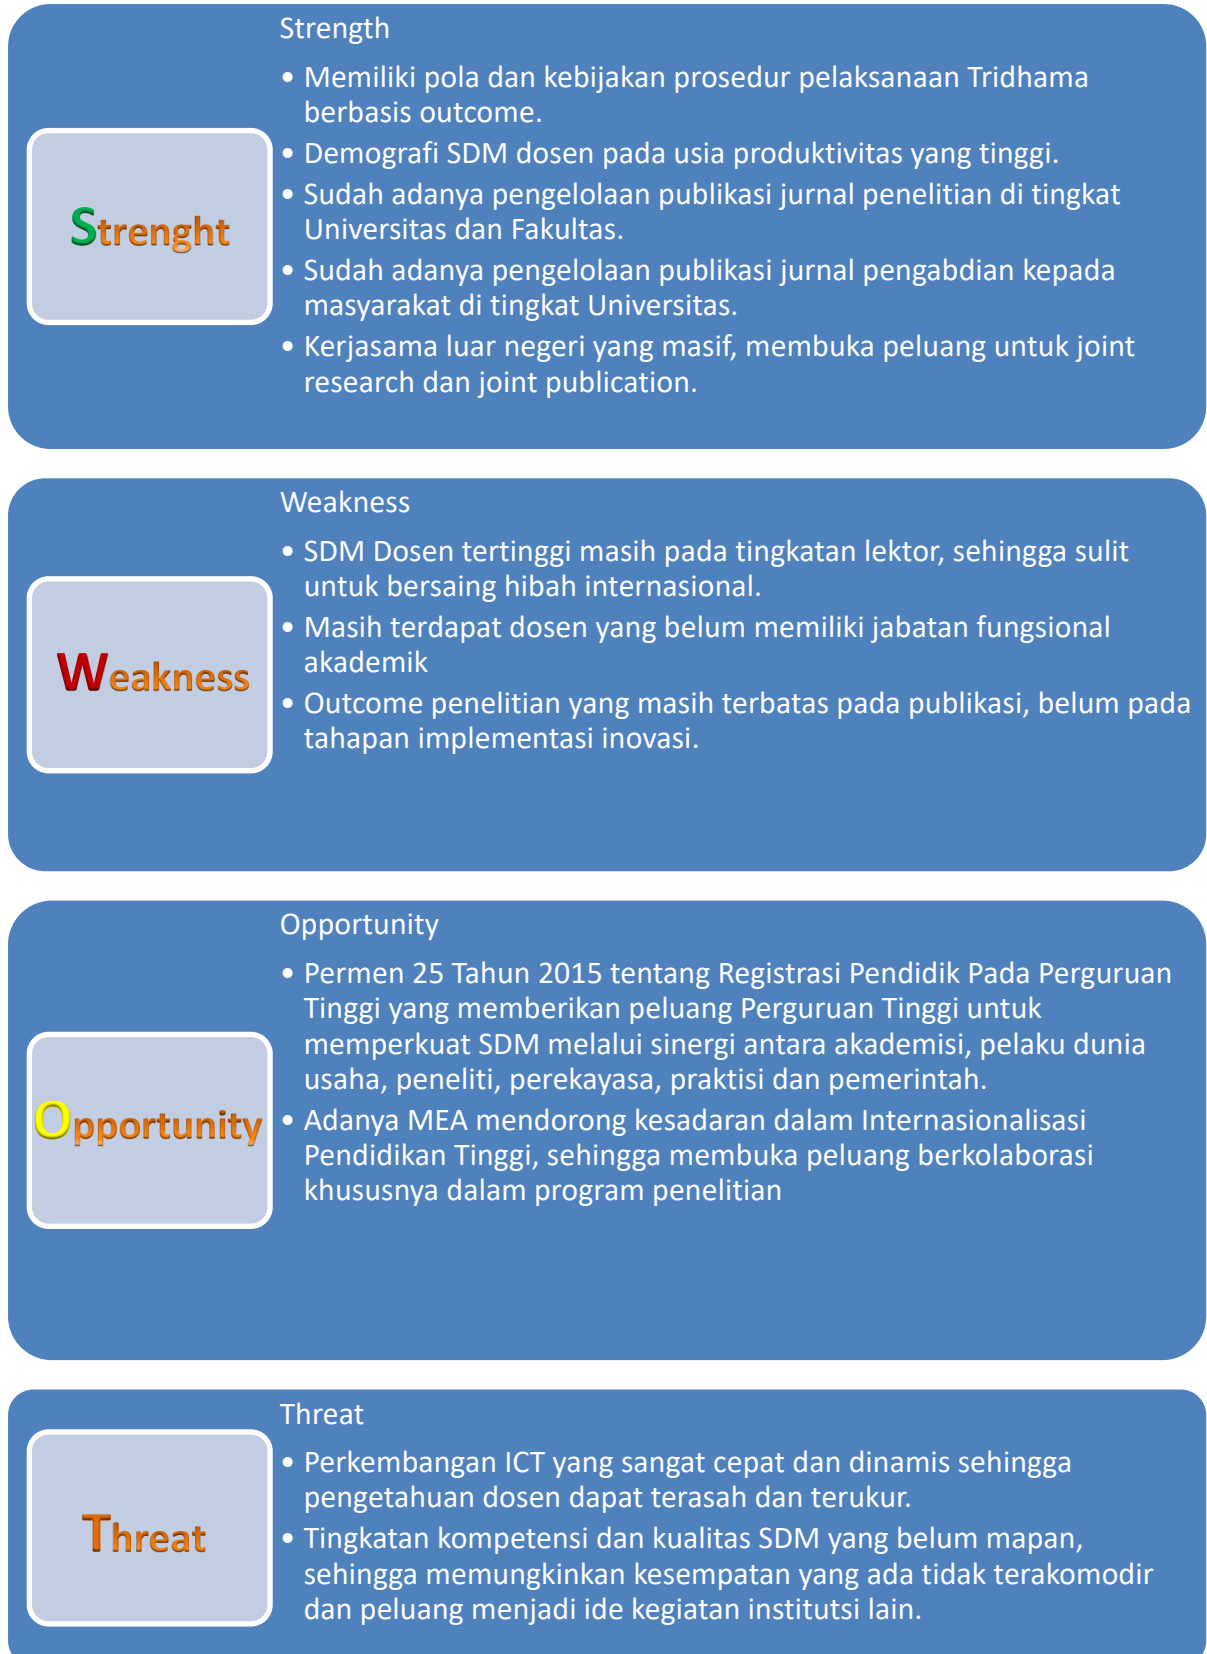 Strength
• Memiliki pola dan kebijakan prosedur pelaksanaan Tridhama
berbasis outcome.
• Demografi SDM dosen pada usia produktivitas yang tinggi.
• Sudah adanya pengelolaan publikasi jurnal penelitian di tingkat
Universitas dan Fakultas.
• Sudah adanya pengelolaan publikasi jurnal pengabdian kepada
masyarakat di tingkat Universitas.
• Kerjasama luar negeri yang masif, membuka peluang untuk joint
research dan joint publication.
Strenght
Weakness
• SDM Dosen tertinggi masih pada tingkatan lektor, sehingga sulit
untuk bersaing hibah internasional.
• Masih terdapat dosen yang belum memiliki jabatan fungsional
akademik
• Outcome penelitian yang masih terbatas pada publikasi, belum pada
tahapan implementasi inovasi.
Weakness
Opportunity
• Permen 25 Tahun 2015 tentang Registrasi Pendidik Pada Perguruan
Tinggi yang memberikan peluang Perguruan Tinggi untuk
memperkuat SDM melalui sinergi antara akademisi, pelaku dunia
usaha, peneliti, perekayasa, praktisi dan pemerintah.
• Adanya MEA mendorong kesadaran dalam Internasionalisasi
Pendidikan Tinggi, sehingga membuka peluang berkolaborasi
khususnya dalam program penelitian
Opportunity
Threat
• Perkembangan ICT yang sangat cepat dan dinamis sehingga
pengetahuan dosen dapat terasah dan terukur.
• Tingkatan kompetensi dan kualitas SDM yang belum mapan,
sehingga memungkinkan kesempatan yang ada tidak terakomodir
dan peluang menjadi ide kegiatan institutsi lain.
Threat